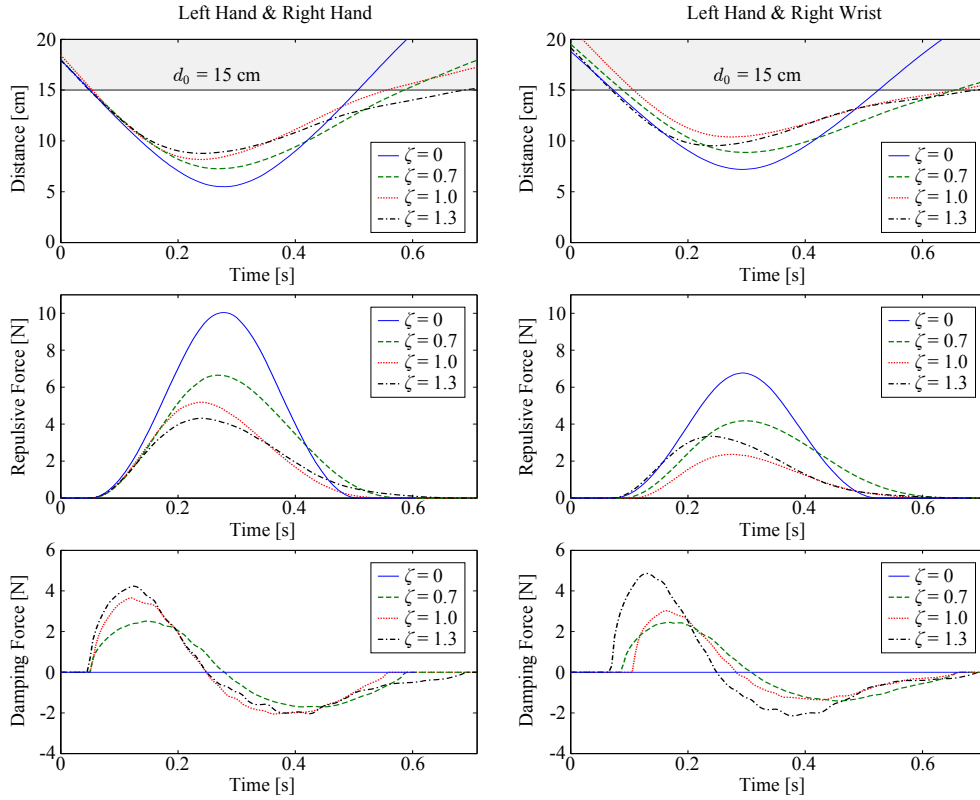 Left Hand & Right Hand
Left Hand & Right Wrist
20
15
10
5
0
Distance [cm]
d₀ = 15 cm
ζ = 0
ζ = 0.7
ζ = 1.0
ζ = 1.3
0
0.2
0.4
0.6
Time [s]
20
15
10
5
0
Distance [cm]
d₀ = 15 cm
ζ = 0
ζ = 0.7
ζ = 1.0
ζ = 1.3
0
0.2
0.4
0.6
Time [s]
10
8
6
4
2
0
Repulsive Force [N]
ζ = 0
ζ = 0.7
ζ = 1.0
ζ = 1.3
0
0.2
0.4
0.6
Time [s]
10
8
6
4
2
0
Repulsive Force [N]
ζ = 0
ζ = 0.7
ζ = 1.0
ζ = 1.3
0
0.2
0.4
0.6
Time [s]
6
4
2
0
-2
-4
Damping Force [N]
ζ = 0
ζ = 0.7
ζ = 1.0
ζ = 1.3
0
0.2
0.4
0.6
Time [s]
6
4
2
0
-2
-4
Damping Force [N]
ζ = 0
ζ = 0.7
ζ = 1.0
ζ = 1.3
0
0.2
0.4
0.6
Time [s]